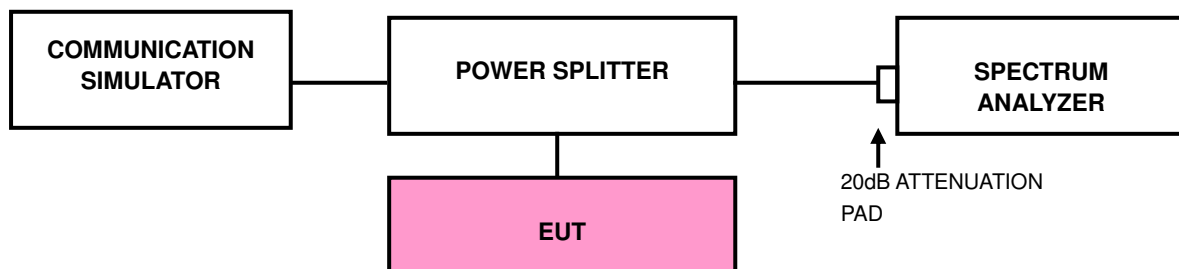 COMMUNICATION
SIMULATOR
POWER SPLITTER
SPECTRUM
ANALYZER
20dB ATTENUATION
PAD
EUT